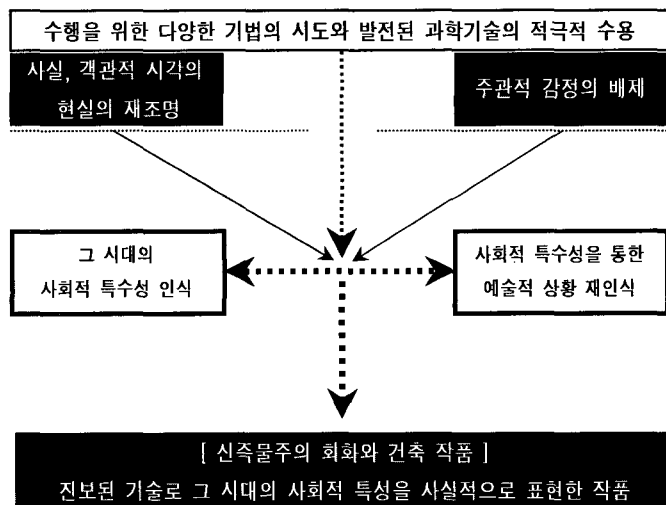 수행을 위한 다양한 기법의 시도와 발전된 과학기술의 적극적 수용
사실, 객관적 시각의
현실의 재조명
주관적 감정의 배제
그 시대의
사회적 특수성 인식
사회적 특수성을 통한
예술적 상황 재인식
[ 신즉물주의 회화와 건축 작품 ]
진보된 기술로 그 시대의 사회적 특성을 사실적으로 표현한 작품